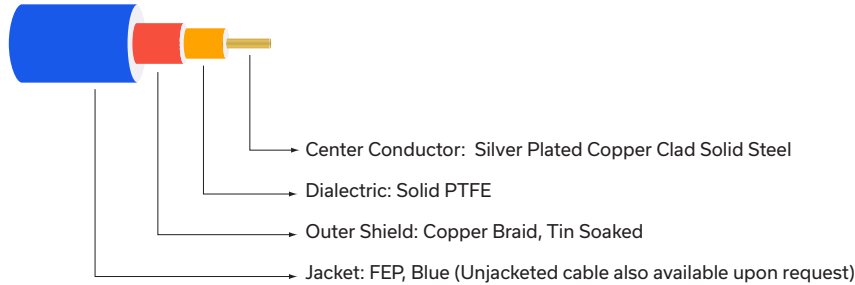 Center Conductor:  Silver Plated Copper Clad Solid Steel
Dialectric: Solid PTFE
Outer Shield: Copper Braid, Tin Soaked
Jacket: FEP, Blue (Unjacketed cable also available upon request)